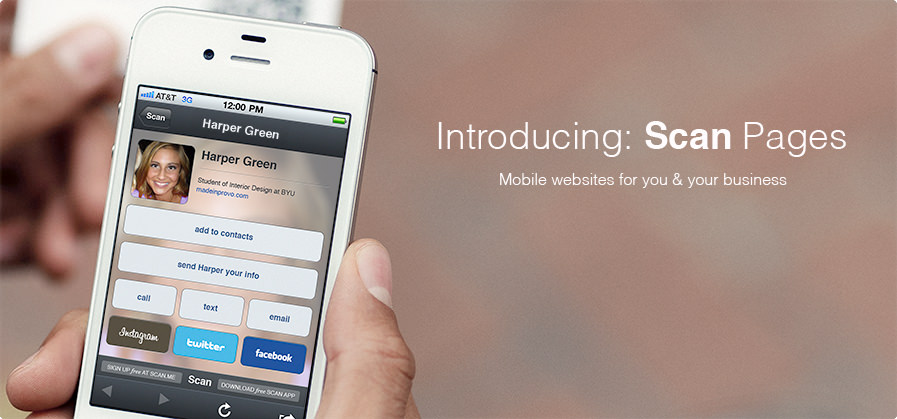 AT&T 3G 12:00 PM
Scan Harper Green
Harper Green
Student of Interior Design at BYU
madeinprovo.com
add to contacts
send Harper your info
call text email
Instagram twitter facebook
SIGN UP free AT SCAN.ME Scan DOWNLOAD free SCAN APP
Introducing: Scan Pages
Mobile websites for you & your business